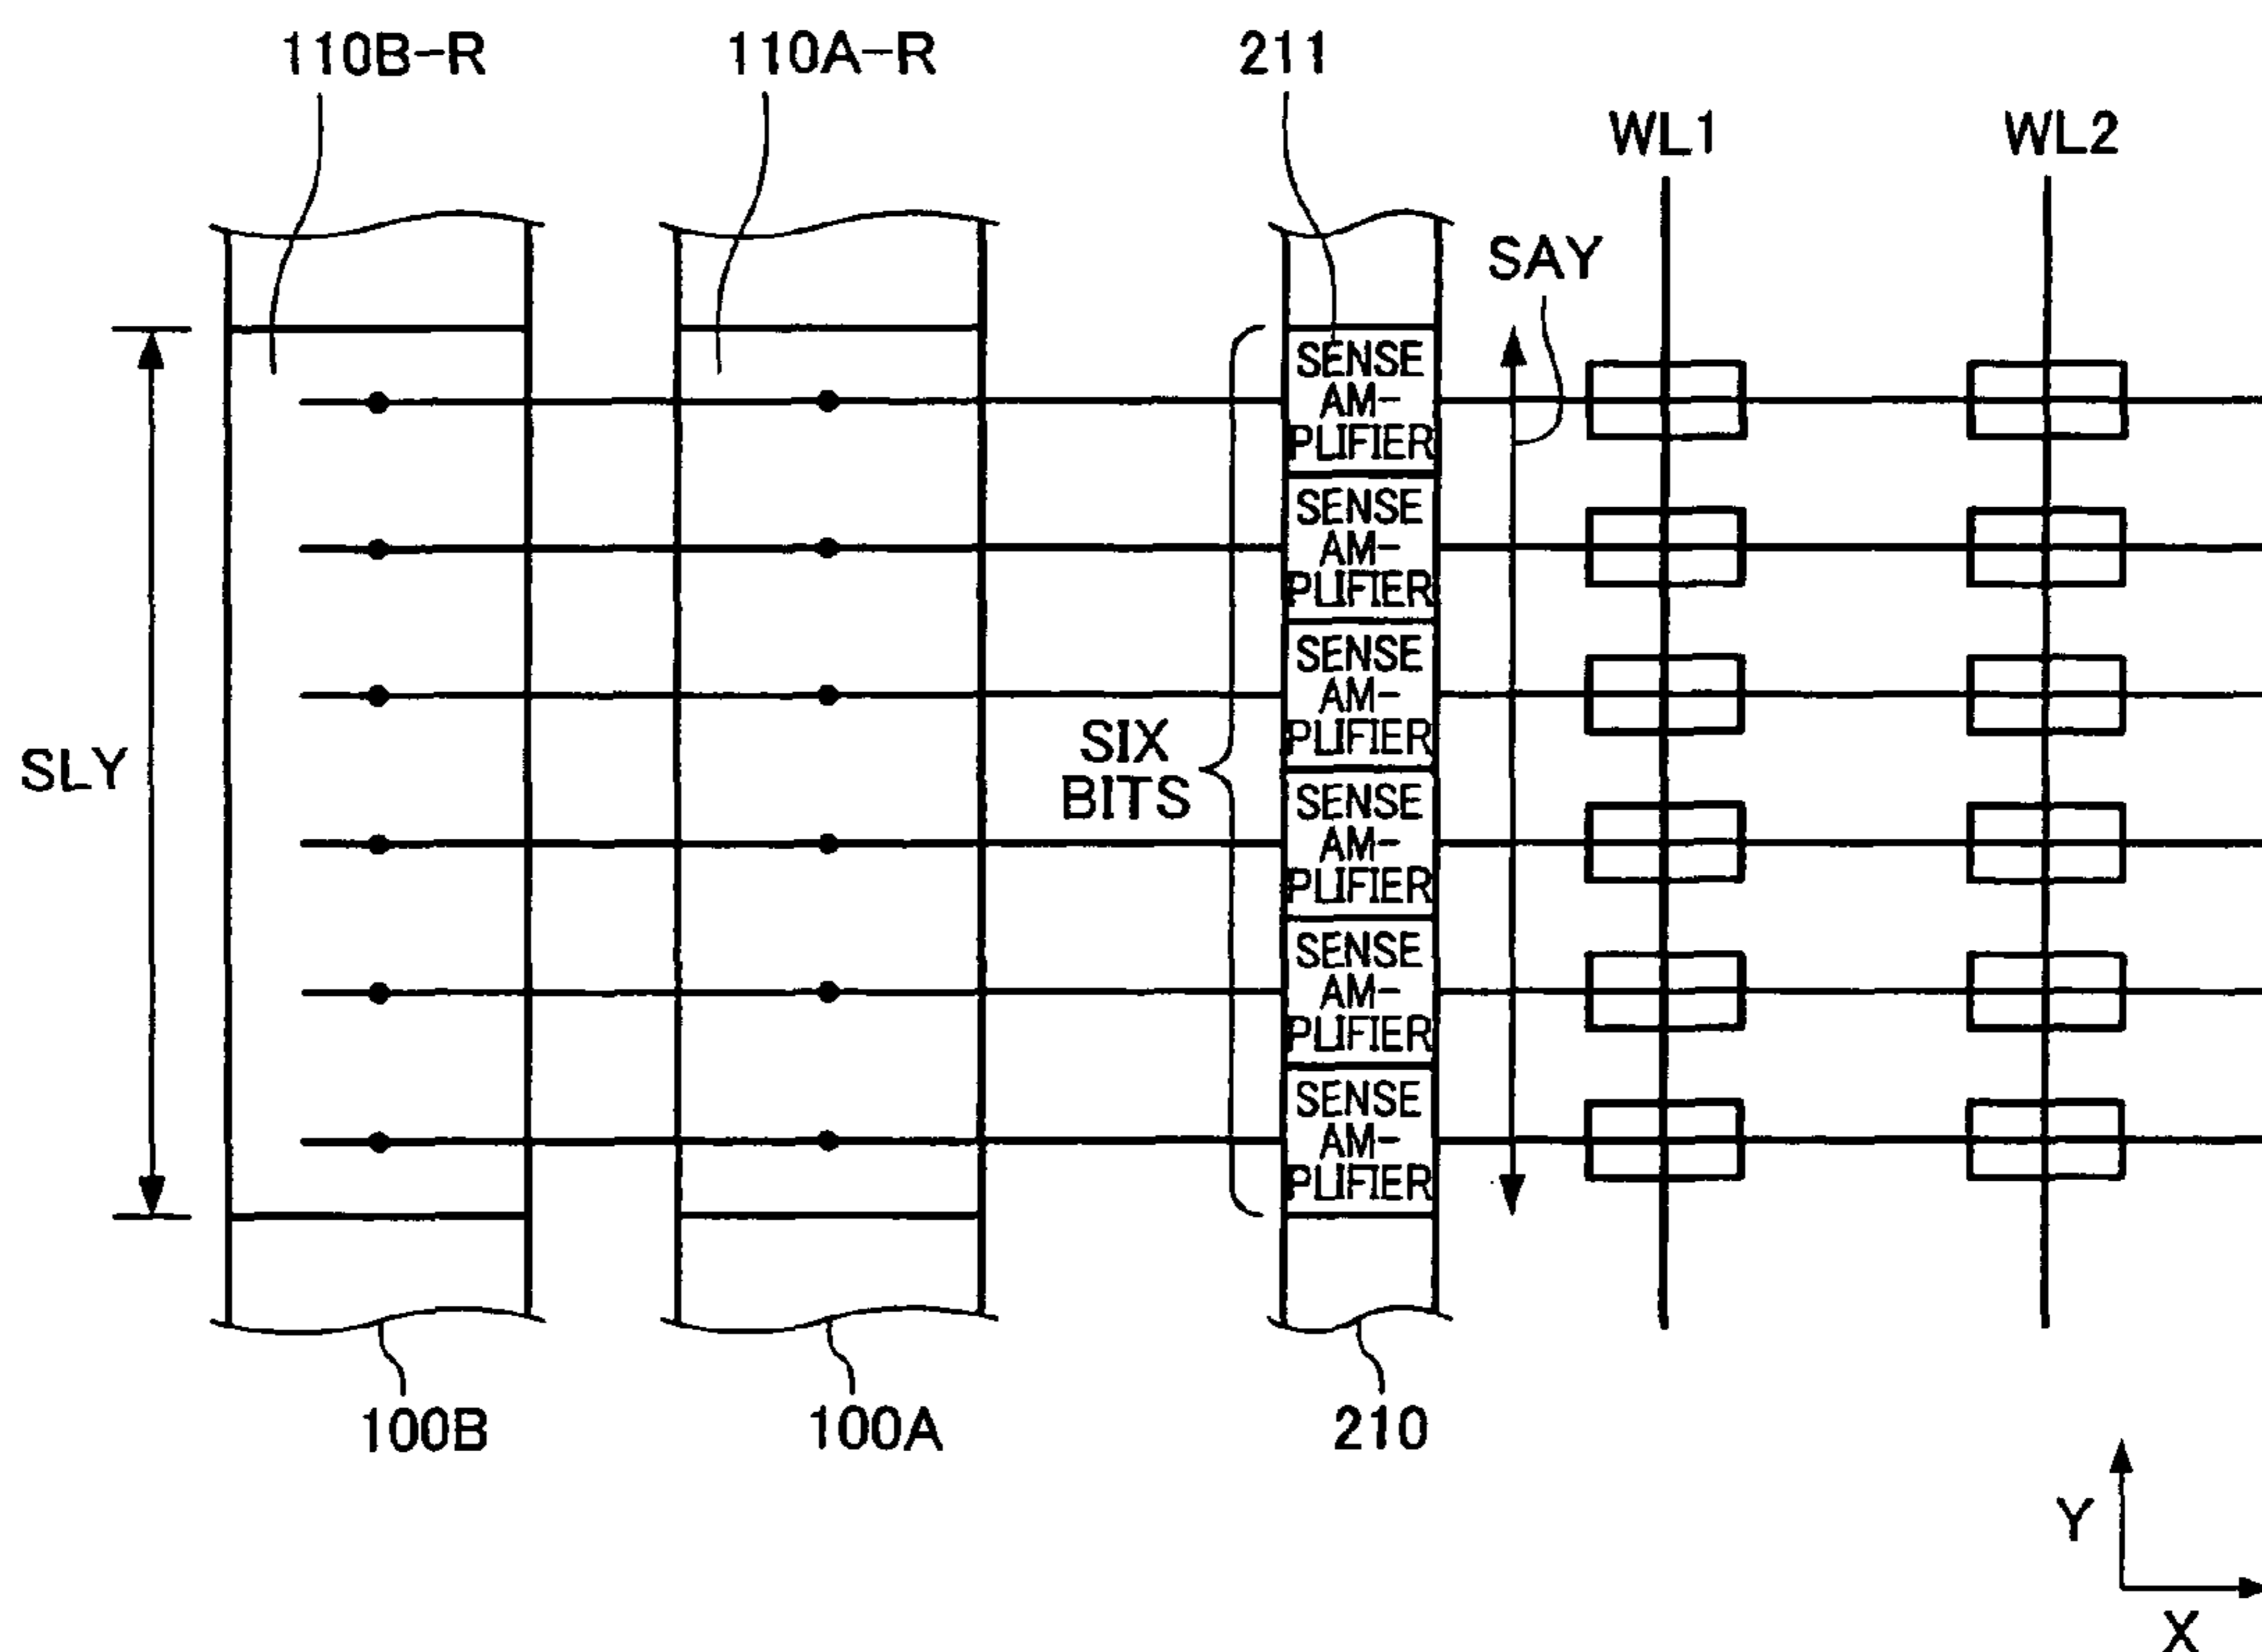 110B-R
110A-R
211
WL1
WL2
SAY
SENSE
AM-
PLIFIER
SENSE
AM-
PLIFIER
SENSE
AM-
PLIFIER
SIX
BITS
SLY
SENSE
AM-
PLIFIER
SENSE
AM-
PLIFIER
SENSE
AM-
PLIFIER
100B
100A
210
Y
X